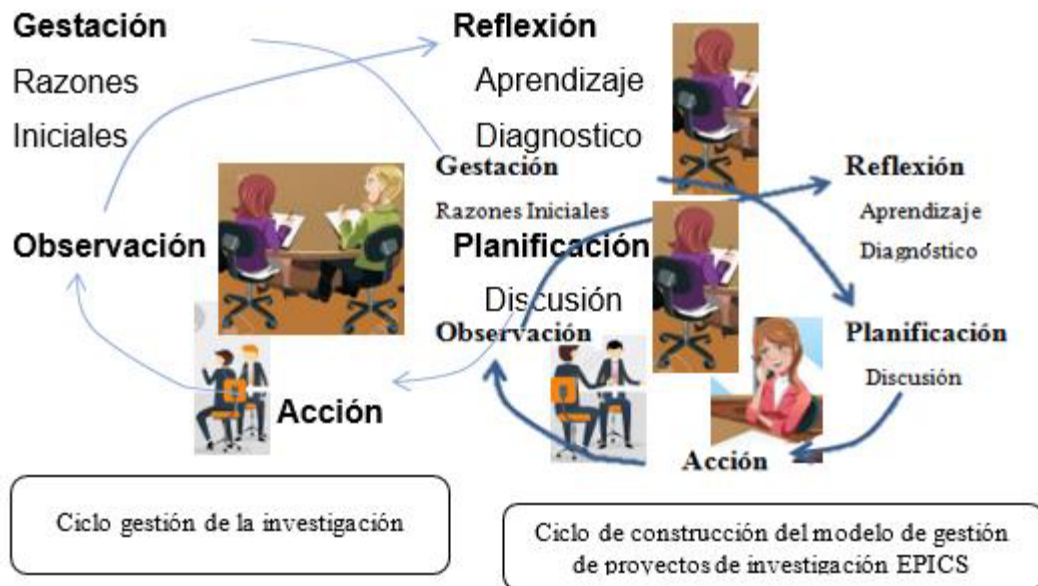 Gestación
Razones
Iniciales
Observación
Acción
Reflexión
Aprendizaje
Diagnostico
Planificación
Discusión
Ciclo gestión de la investigación
Gestación
Razones Iniciales
Observación
Acción
Reflexión
Aprendizaje
Diagnóstico
Planificación
Discusión
Ciclo de construcción del modelo de gestión
de proyectos de investigación EPICS